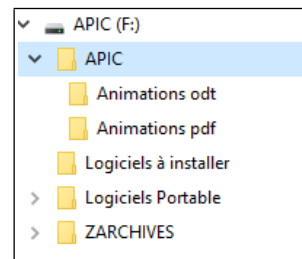 APIC (F:)
APIC
Animations odt
Animations pdf
Logiciels à installer
Logiciels Portable
ZARCHIVES